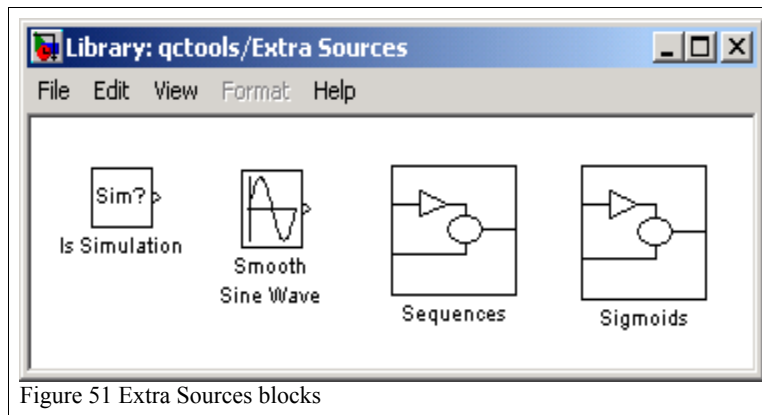 Library: qctools/Extra Sources
File Edit View Format Help
Sim?
Is Simulation
Smooth
Sine Wave
Sequences
Sigmoids
Figure 51 Extra Sources blocks